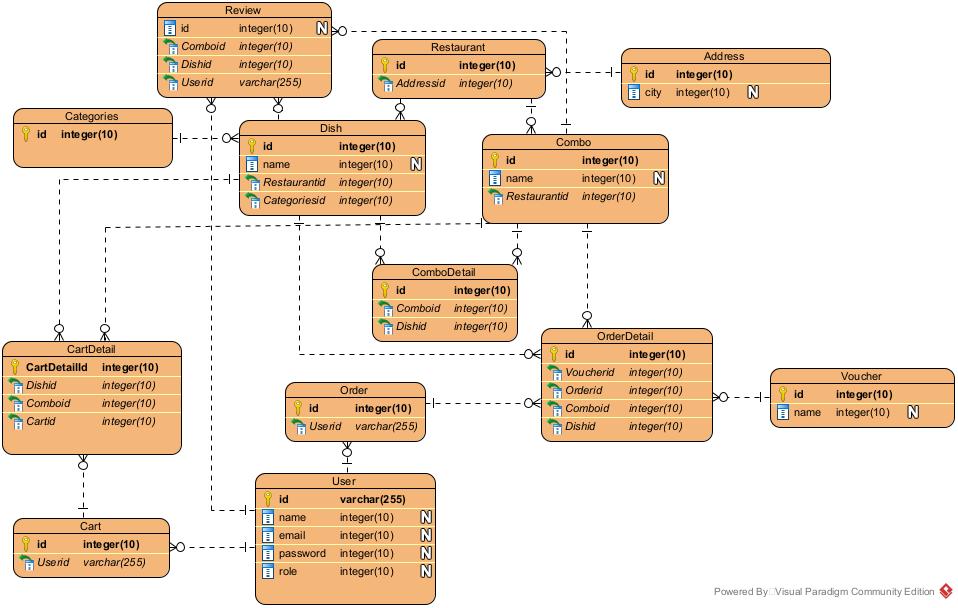 Review
id integer(10) N
Comboid integer(10)
Dishid integer(10)
Userid varchar(255)
Restaurant
id integer(10)
Addressid integer(10)
Address
id integer(10)
city integer(10) N
Categories
id integer(10)
Dish
id integer(10)
name integer(10) N
Restaurantid integer(10)
Categoriesid integer(10)
Combo
id integer(10)
name integer(10) N
Restaurantid integer(10)
ComboDetail
id integer(10)
Comboid integer(10)
Dishid integer(10)
CartDetail
CartDetailId integer(10)
Dishid integer(10)
Comboid integer(10)
Cartid integer(10)
OrderDetail
id integer(10)
Voucherid integer(10)
Orderid integer(10)
Comboid integer(10)
Dishid integer(10)
Order
id integer(10)
Userid varchar(255)
Voucher
id integer(10)
name integer(10) N
User
id varchar(255)
name integer(10) N
email integer(10) N
password integer(10) N
role integer(10) N
Cart
id integer(10)
Userid varchar(255)
Powered By Visual Paradigm Community Edition